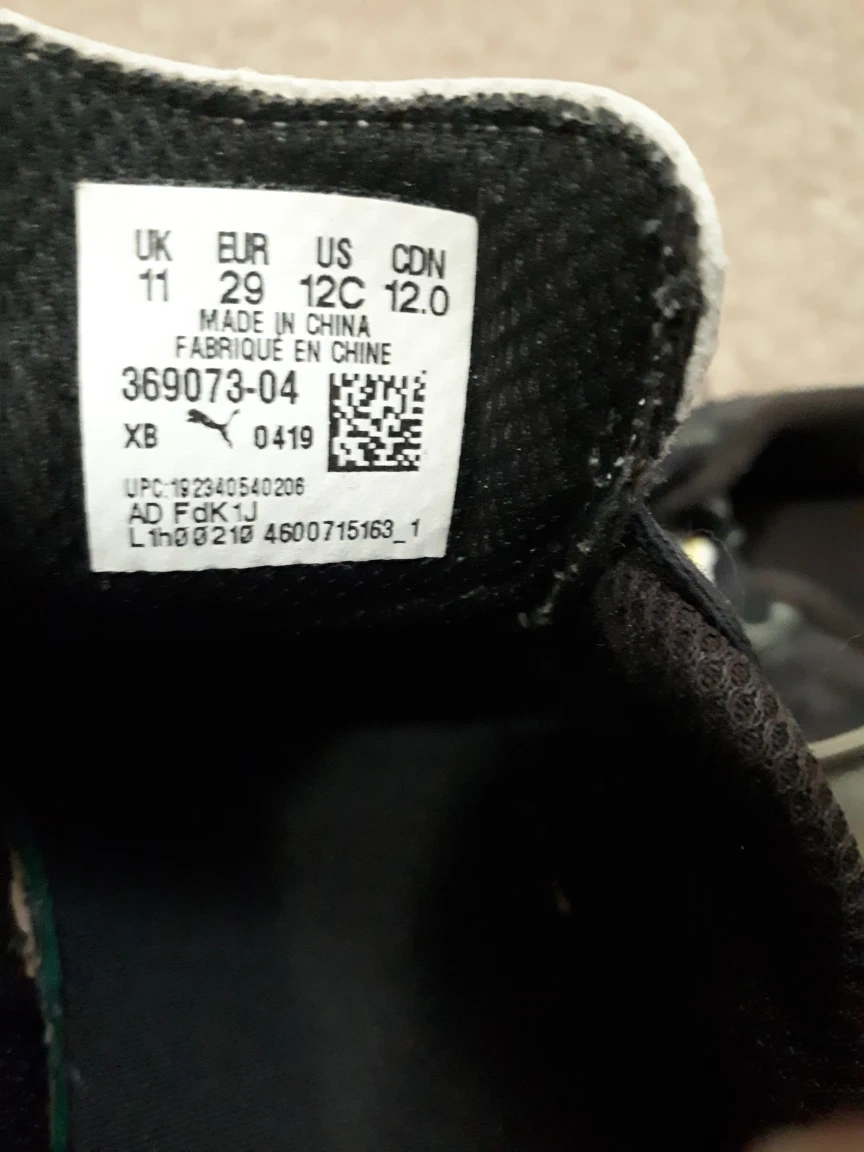 UK EUR US CDN
11 29 12C 12.0
MADE IN CHINA
FABRIQUÉ EN CHINE
369073-04
XB 0419
UPC:192340540206
AD FdK1J
L1h00210 4600715163_1